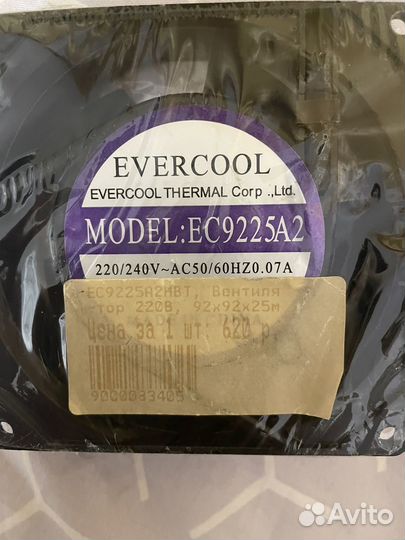 EVERCOOL
EVERCOOL THERMAL Corp .,Ltd.
MODEL:EC9225A2
220/240V~AC50/60HZ0.07A
EC9225A2HBT, Вентиля
тор 220В, 92x92x25м
Цена за 1 шт: 620 р.
9000033405
Avito